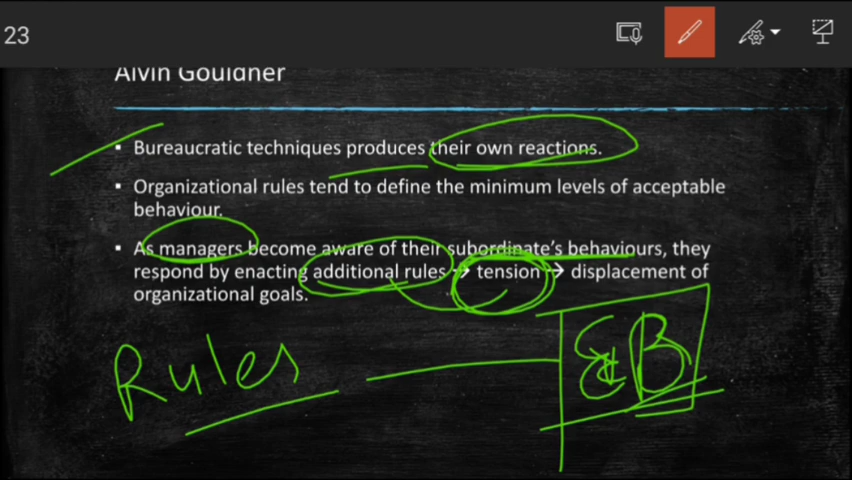 23
Alvin Gouldner
▪ Bureaucratic techniques produces their own reactions.
▪ Organizational rules tend to define the minimum levels of acceptable
behaviour.
▪ As managers become aware of their subordinate's behaviours, they
respond by enacting additional rules → tension → displacement of
organizational goals.
Rules
B